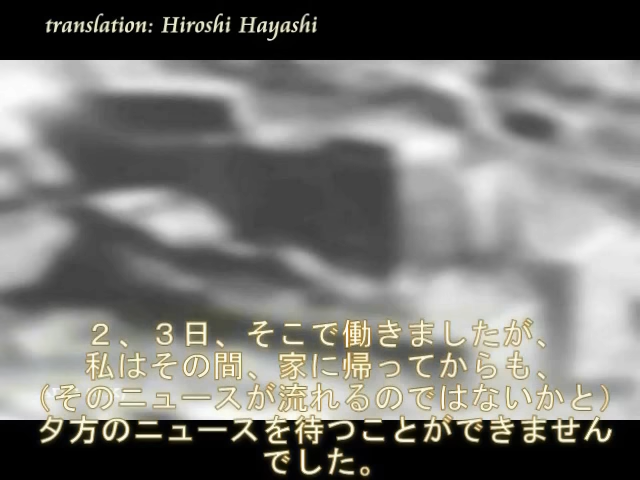 translation: Hiroshi Hayashi
２、３日、そこで働きましたが、
私はその間、家に帰ってからも、
（そのニュースが流れるのではないかと）
夕方のニュースを待つことができません
でした。